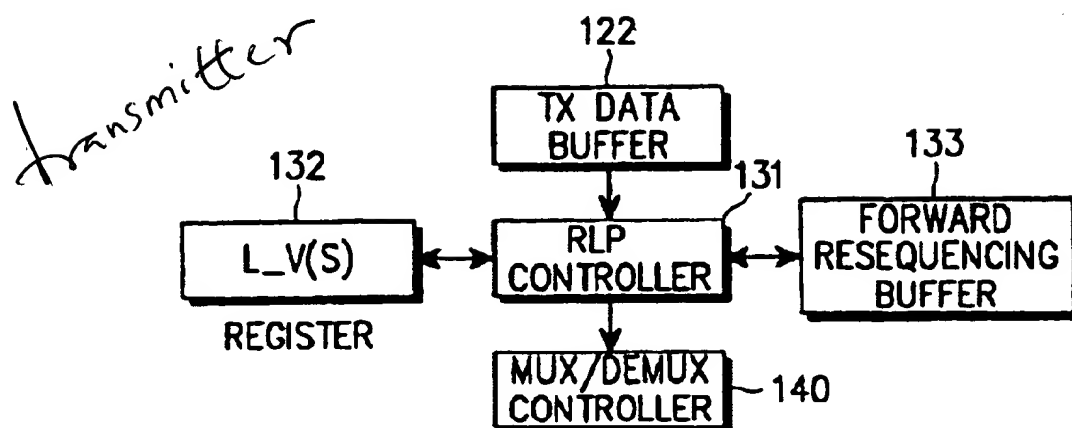 transmitter
122
TX DATA
BUFFER
132
131
133
L_V(S)
REGISTER
RLP
CONTROLLER
FORWARD
RESEQUENCING
BUFFER
MUX/DEMUX
CONTROLLER
140